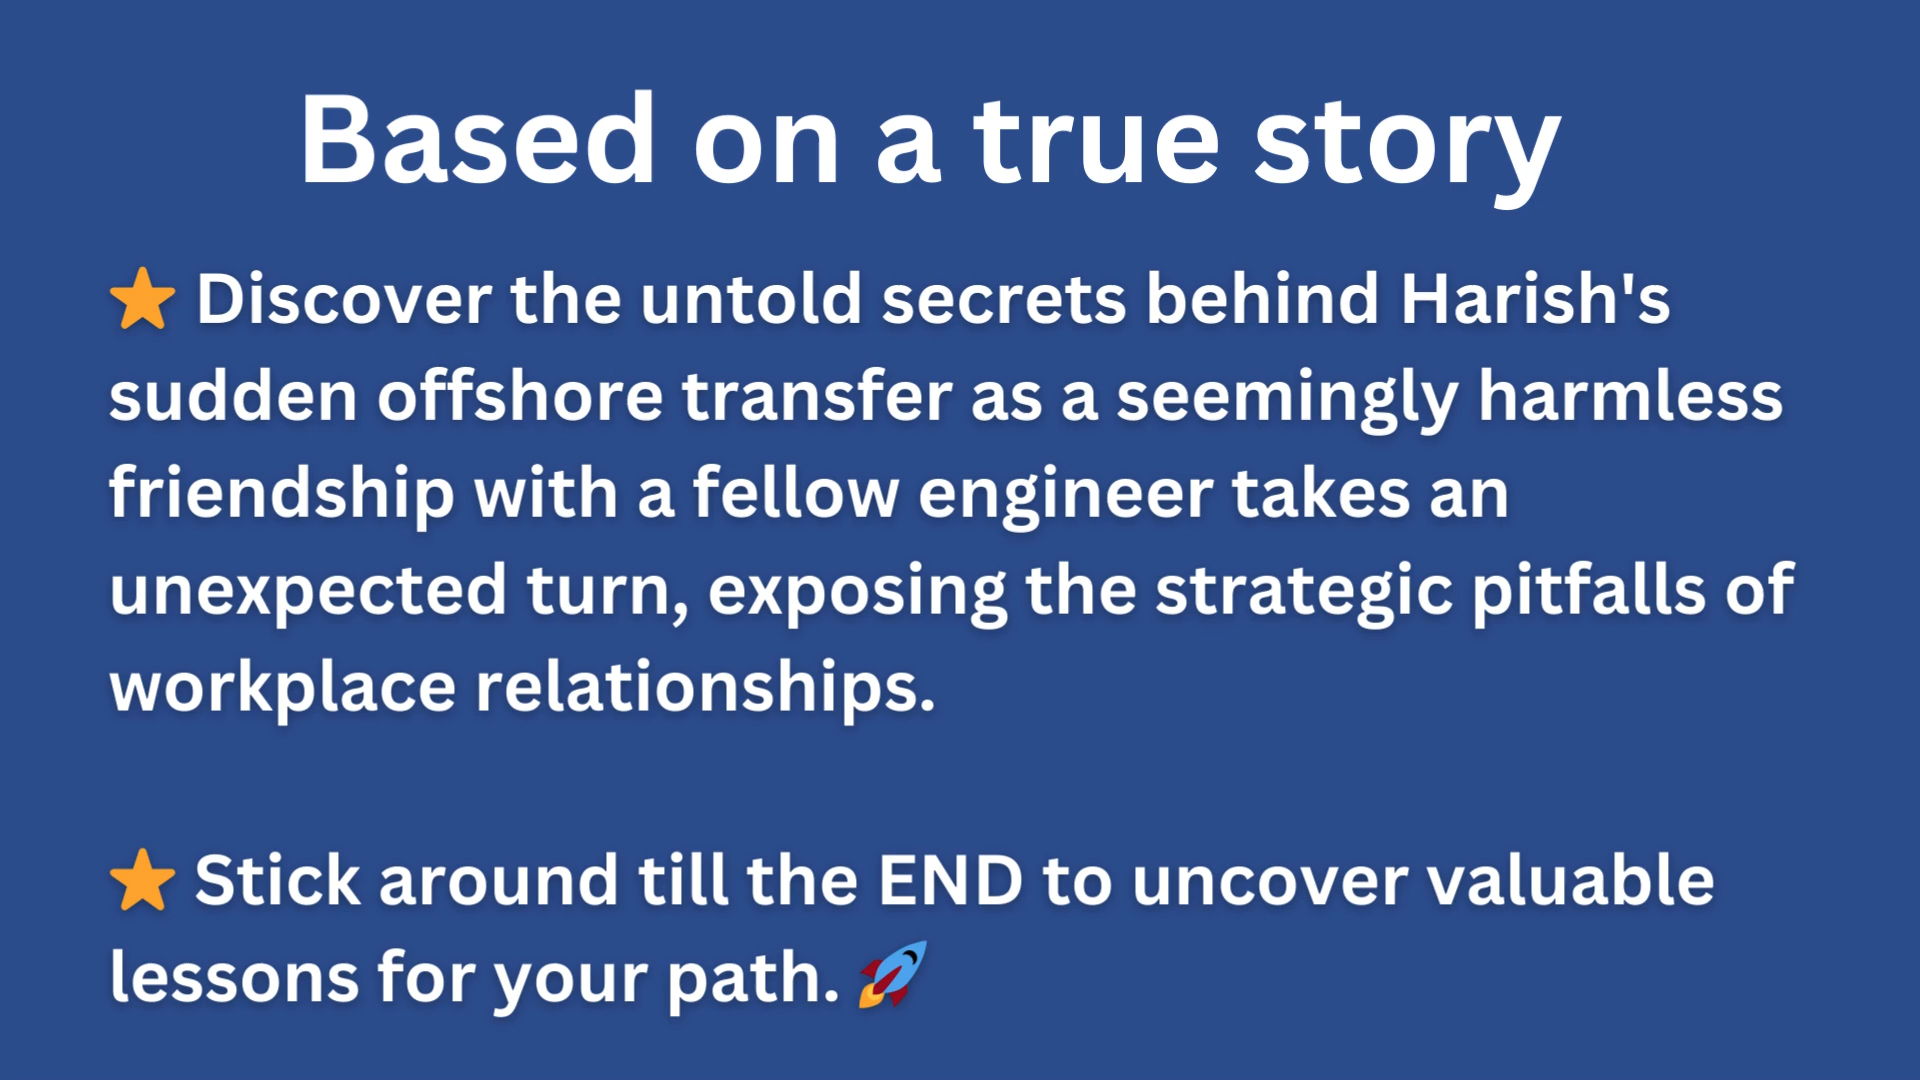 Based on a true story
⭐ Discover the untold secrets behind Harish's
sudden offshore transfer as a seemingly harmless
friendship with a fellow engineer takes an
unexpected turn, exposing the strategic pitfalls of
workplace relationships.
⭐ Stick around till the END to uncover valuable
lessons for your path. 🚀